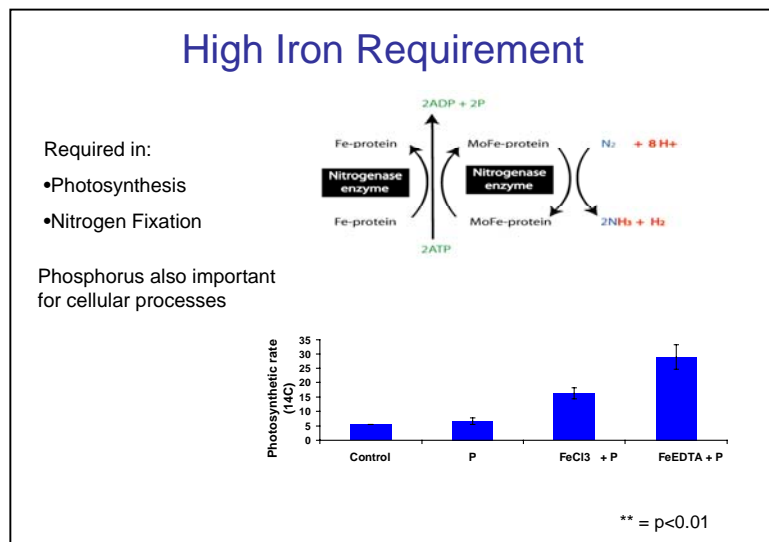 High Iron Requirement
Required in:
•Photosynthesis
•Nitrogen Fixation
Phosphorus also important
for cellular processes
2ADP + 2P
Fe-protein
MoFe-protein
N₂ + 8 H+
Nitrogenase
enzyme
Nitrogenase
enzyme
Fe-protein
MoFe-protein
2NH₃ + H₂
2ATP
Photosynthetic rate
(14C)
35
30
25
20
15
10
5
0
Control
P
FeCl3 + P
FeEDTA + P
** = p<0.01